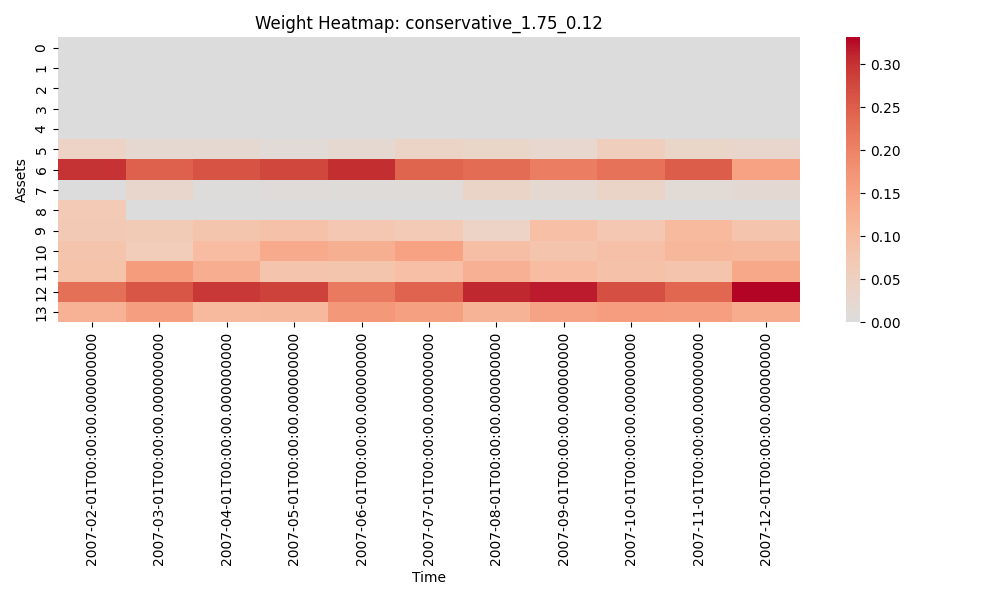 Weight Heatmap: conservative_1.75_0.12
Assets
0
1
2
3
4
5
6
7
8
9
10
11
12
13
2007-02-01T00:00:00.000000000
2007-03-01T00:00:00.000000000
2007-04-01T00:00:00.000000000
2007-05-01T00:00:00.000000000
2007-06-01T00:00:00.000000000
2007-07-01T00:00:00.000000000
2007-08-01T00:00:00.000000000
2007-09-01T00:00:00.000000000
2007-10-01T00:00:00.000000000
2007-11-01T00:00:00.000000000
2007-12-01T00:00:00.000000000
Time
0.30
0.25
0.20
0.15
0.10
0.05
0.00